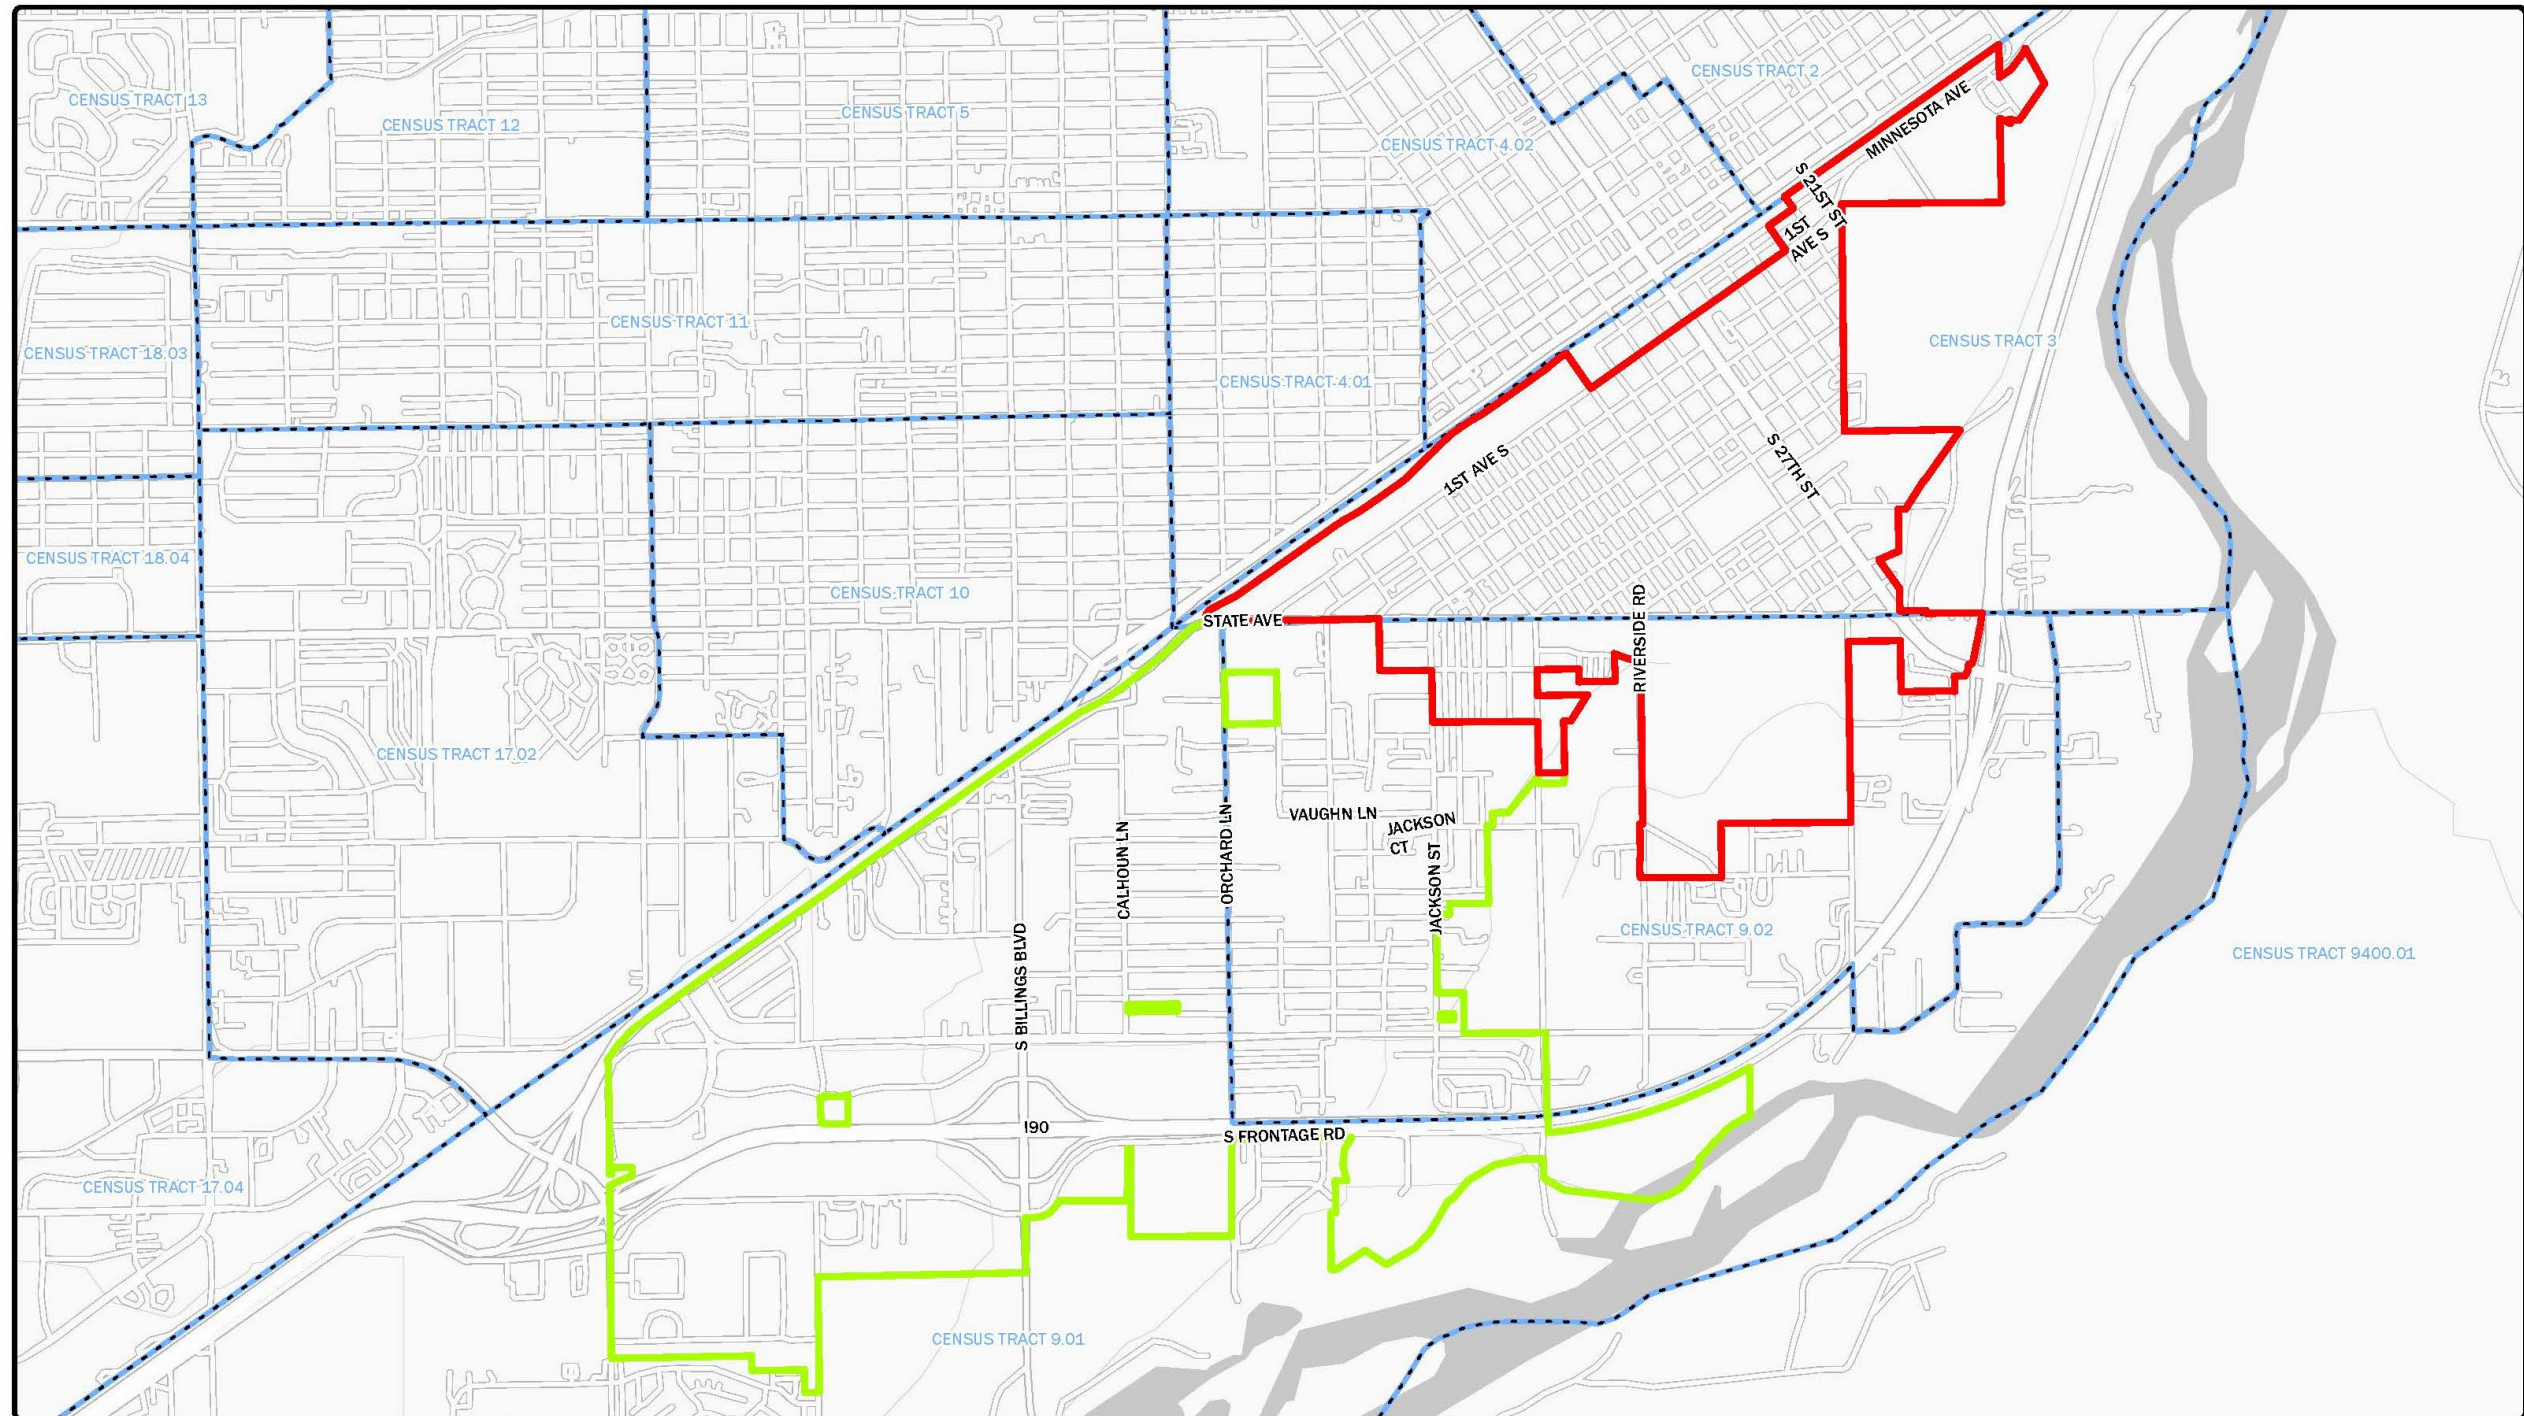 CENSUS TRACT 2
CENSUS TRACT 13
MINNESOTA AVE
CENSUS TRACT 5
CENSUS TRACT 12
CENSUS TRACT 4.02
S 21ST ST
1ST
AVE S
CENSUS TRACT 11
CENSUS TRACT 3
CENSUS TRACT 18.03
CENSUS TRACT 4.01
1ST AVE S
S 27TH ST
CENSUS TRACT 18.04
CENSUS TRACT 10
STATE AVE
RIVERSIDE RD
CENSUS TRACT 17.02
VAUGHN LN
JACKSON
CT
CALHOUN LN
ORCHARD LN
JACKSON ST
CENSUS TRACT 9.02
CENSUS TRACT 9400.01
S BILLINGS BLVD
I90
S FRONTAGE RD
CENSUS TRACT 17.04
CENSUS TRACT 9.01